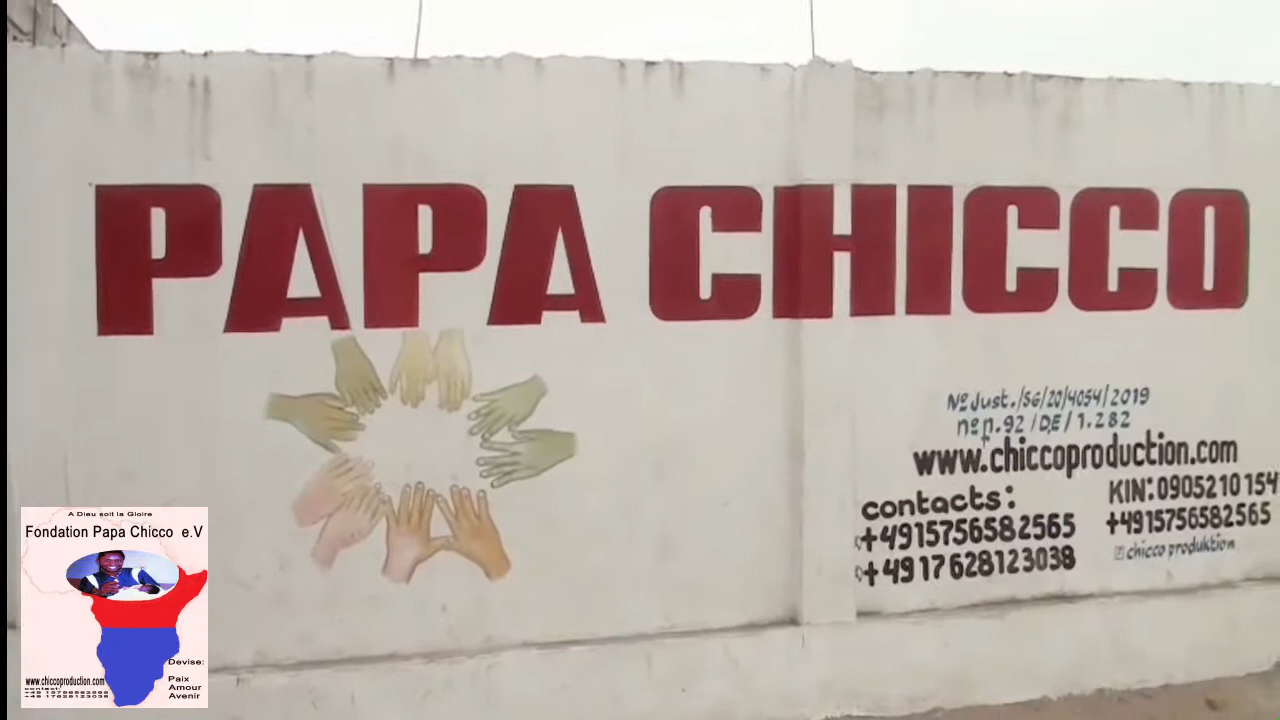 PAPA CHICCO
Nº Just./SG/20/4054/2019
nº n.92/DE/1.282
www.chiccoproduction.com
contacts:
+4915756582565
+4917628123038
KIN: 0905210154
+4915756582565
chicco produktion
A Dieu soit la Gloire
Fondation Papa Chicco e.V
Devise:
Paix
Amour
Avenir
www.chiccoproduction.com